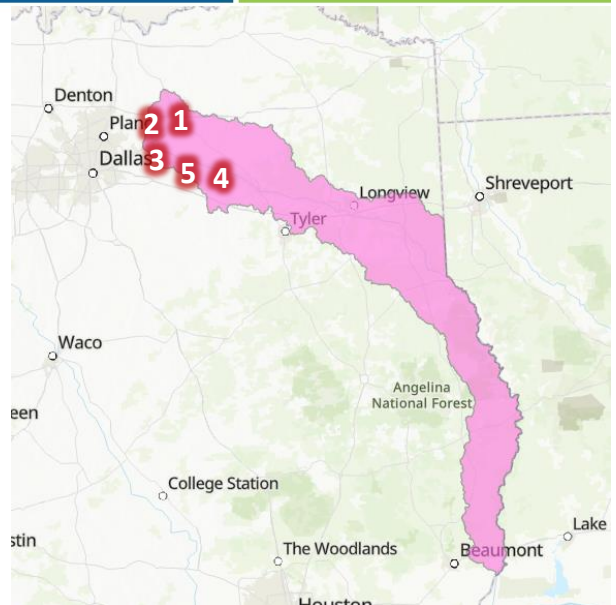 Denton
Plan
2
1
Dallas
3
5
4
Longview
Shreveport
Tyler
Waco
Angelina
National Forest
een
College Station
stin
The Woodlands
Beaumont
Lake
Houston